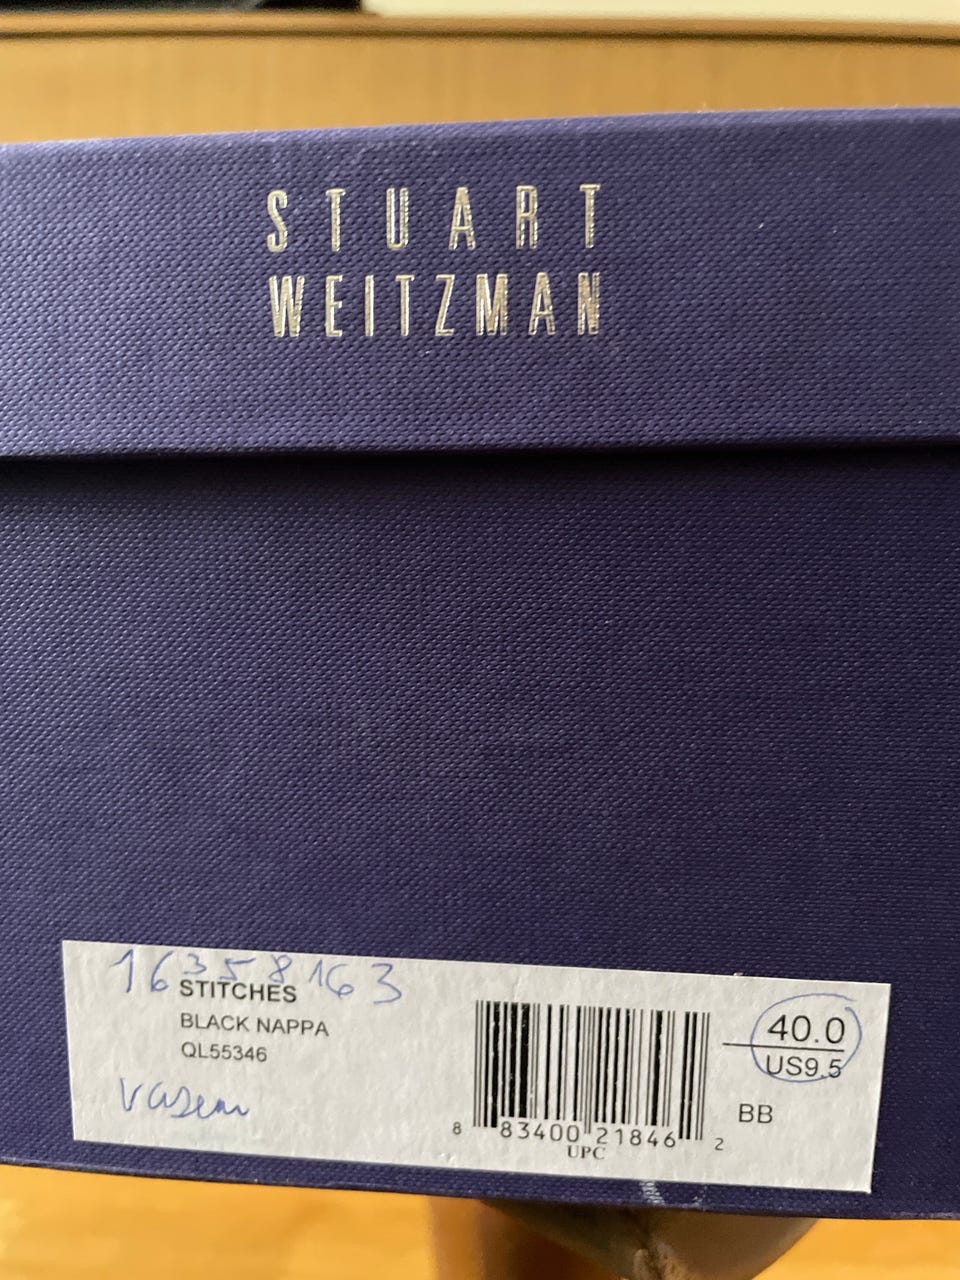 STUART
WEITZMAN
16358163
STITCHES
BLACK NAPPA
QL55346
8 83400 21846 2
UPC
40.0
US9.5
BB